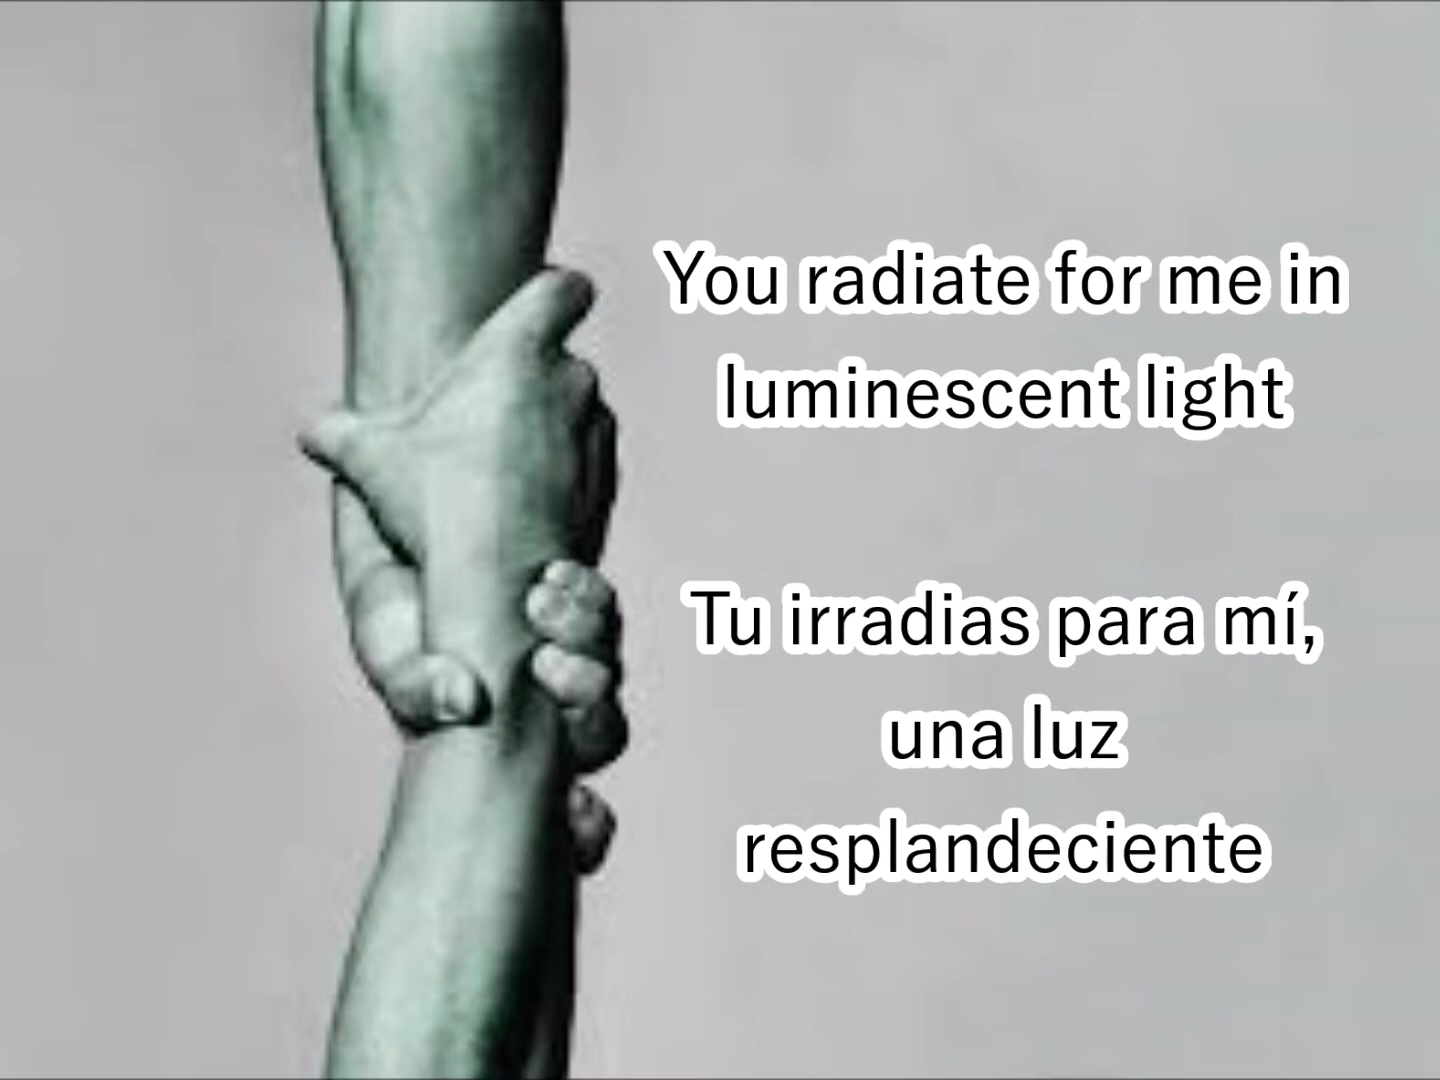 You radiate for me in
luminescent light
Tu irradias para mí,
una luz
resplandeciente